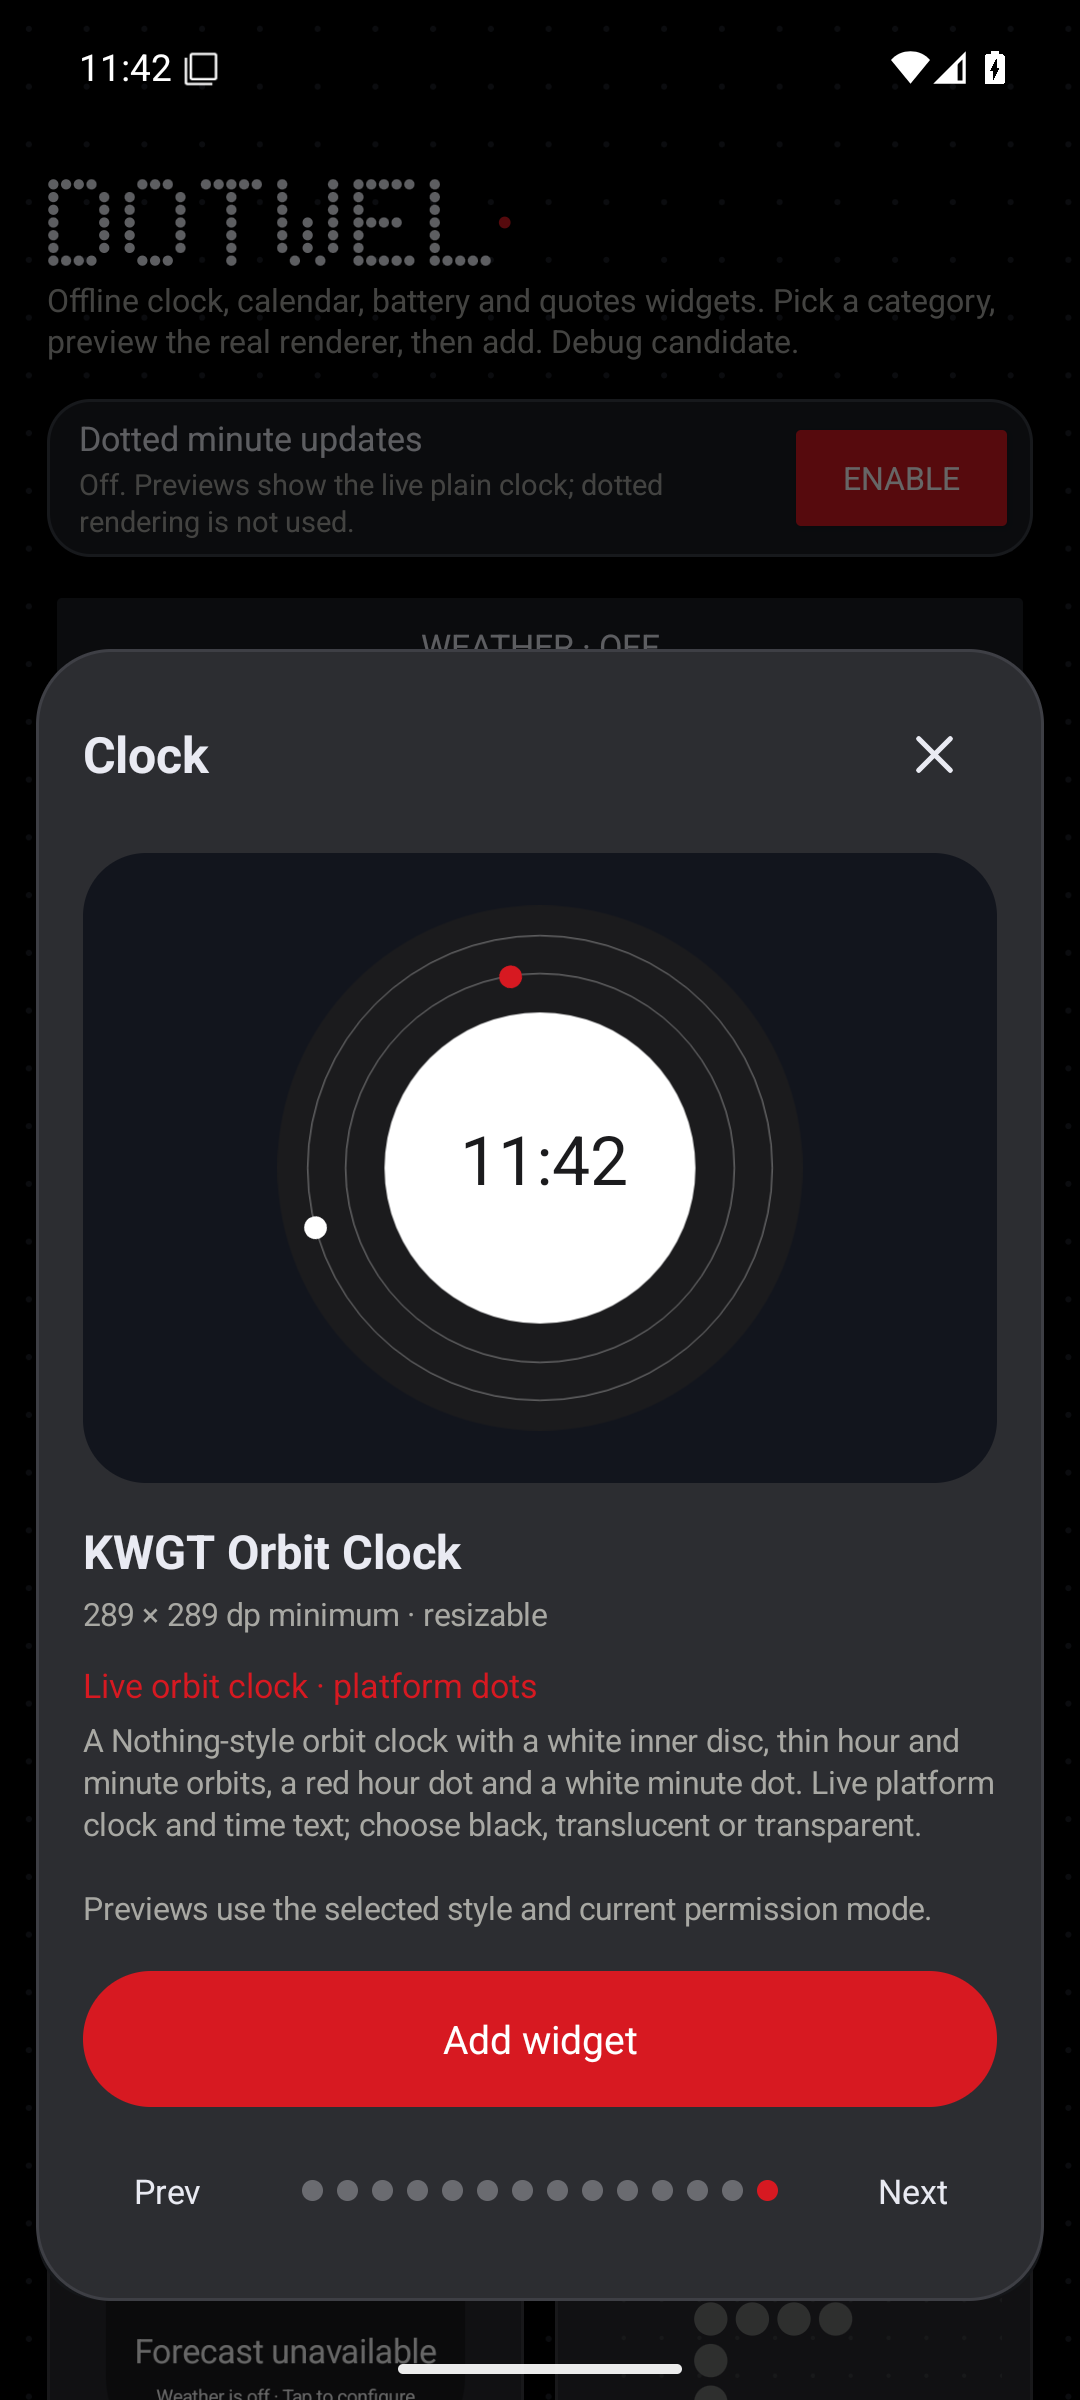 11:42
DOTWEL
Offline clock, calendar, battery and quotes widgets. Pick a category,
preview the real renderer, then add. Debug candidate.
Dotted minute updates
Off. Previews show the live plain clock; dotted
rendering is not used.
ENABLE
WEATHER · OFF
Clock
11:42
KWGT Orbit Clock
289 × 289 dp minimum · resizable
Live orbit clock · platform dots
A Nothing-style orbit clock with a white inner disc, thin hour and
minute orbits, a red hour dot and a white minute dot. Live platform
clock and time text; choose black, translucent or transparent.
Previews use the selected style and current permission mode.
Add widget
Prev
Next
Forecast unavailable
Weather is off · Tap to configure